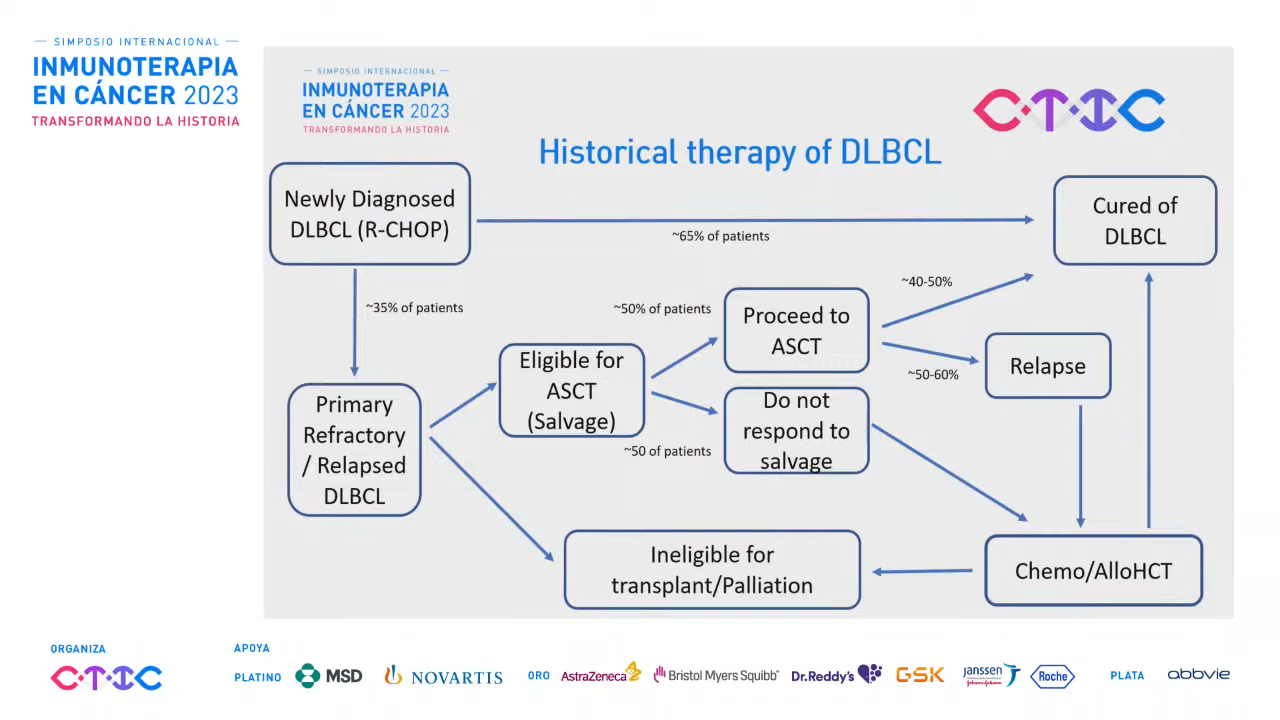 SIMPOSIO INTERNACIONAL
INMUNOTERAPIA
EN CÁNCER 2023
TRANSFORMANDO LA HISTORIA
SIMPOSIO INTERNACIONAL
INMUNOTERAPIA
EN CÁNCER 2023
TRANSFORMANDO LA HISTORIA
CTIC
Historical therapy of DLBCL
Newly Diagnosed
DLBCL (R-CHOP)
~65% of patients
Cured of
DLBCL
~35% of patients
~50% of patients
Proceed to
ASCT
~40-50%
~50-60%
Relapse
Eligible for
ASCT
(Salvage)
Primary
Refractory
/ Relapsed
DLBCL
Do not
respond to
salvage
~50 of patients
Ineligible for
transplant/Palliation
Chemo/AlloHCT
ORGANIZA
CTIC
APOYA
PLATINO
MSD
NOVARTIS
ORO
AstraZeneca
Bristol Myers Squibb
Dr.Reddy's
GSK
Janssen
Johnson&Johnson
Roche
PLATA
abbvie